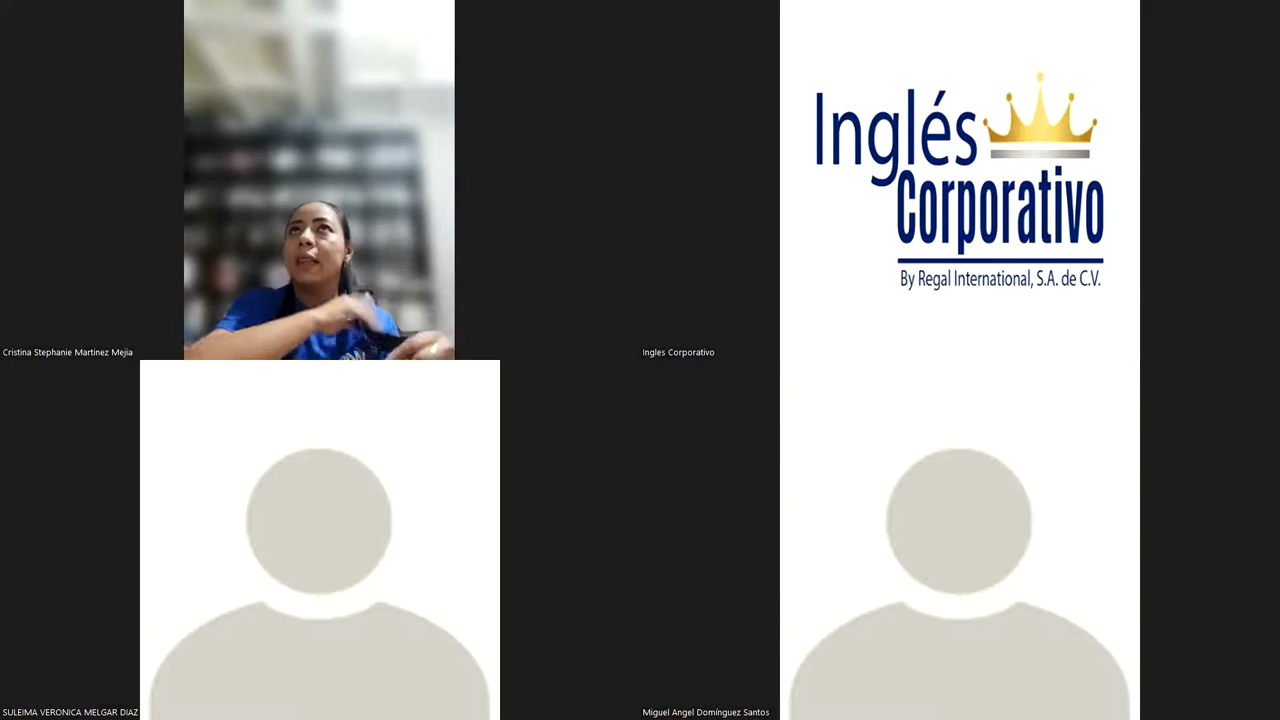 Inglés
Corporativo
By Regal International, S.A. de C.V.
Cristina Stephanie Martinez Mejia
Ingles Corporativo
SULEIMA VERONICA MELGAR DIAZ
Miguel Angel Domínguez Santos